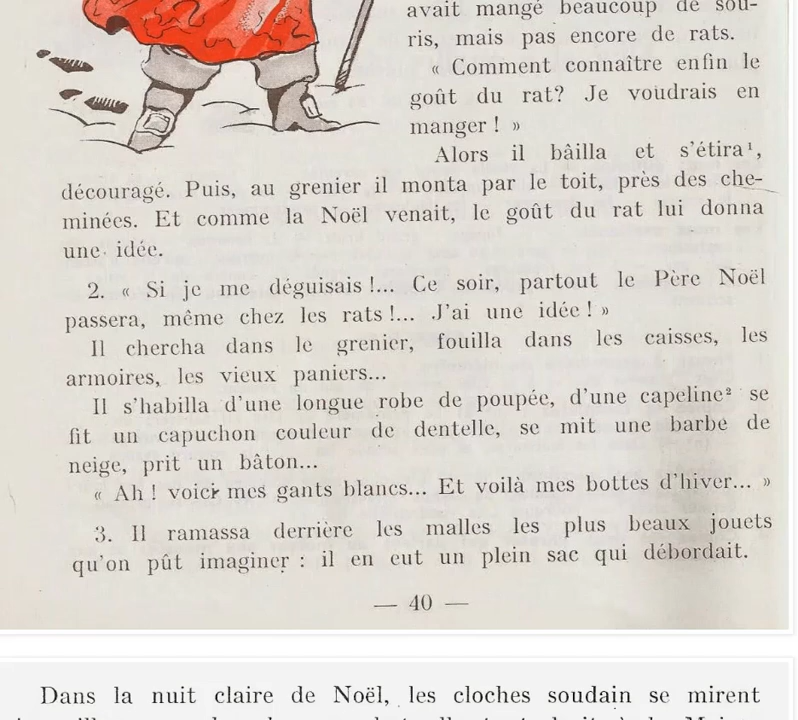 avait mangé beaucoup de sou-
ris, mais pas encore de rats.
« Comment connaître enfin le
goût du rat? Je voudrais en
manger ! »
Alors il bâilla et s'étira¹,
découragé. Puis, au grenier il monta par le toit, près des che-
minées. Et comme la Noël venait, le goût du rat lui donna
une idée.
2. « Si je me déguisais !... Ce soir, partout le Père Noël
passera, même chez les rats !... J'ai une idée ! »
Il chercha dans le grenier, fouilla dans les caisses, les
armoires, les vieux paniers...
Il s'habilla d'une longue robe de poupée, d'une capeline² se
fit un capuchon couleur de dentelle, se mit une barbe de
neige, prit un bâton...
« Ah ! voici mes gants blancs... Et voilà mes bottes d'hiver... »
3. Il ramassa derrière les malles les plus beaux jouets
qu'on pût imaginer : il en eut un plein sac qui débordait.
— 40 —
Dans la nuit claire de Noël, les cloches soudain se mirent